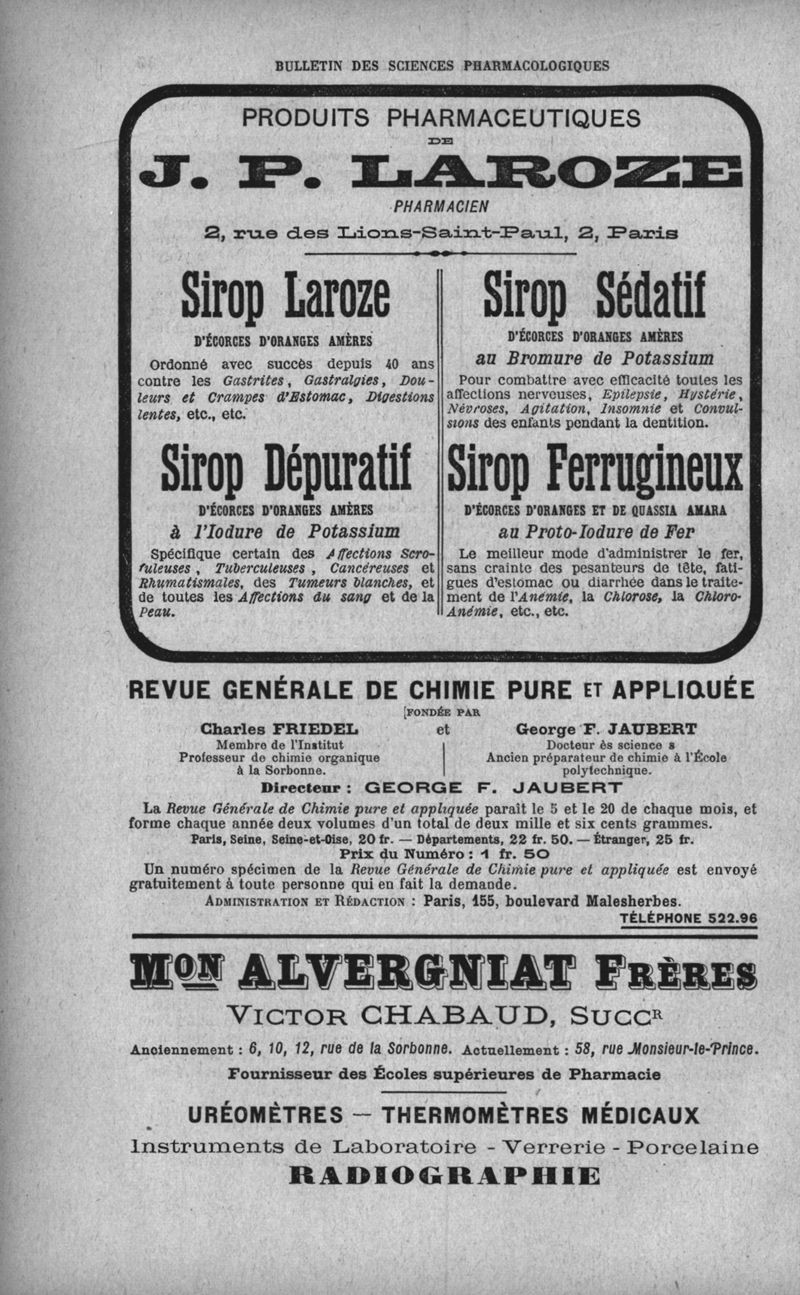 BULLETIN DES SCIENCES PHARMACOLOGIQUES
PRODUITS PHARMACEUTIQUES
DE
J. P. LAROZE
PHARMACIEN
2, rue des Lions-Saint-Paul, 2, Paris
Sirop Laroze
D'ÉCORCES D'ORANGES AMÈRES
Ordonné avec succès depuis 40 ans
contre les Gastrites, Gastralgies, Dou-
leurs et Crampes d'Estomac, Digestions
lentes, etc., etc.
Sirop Sédatif
D'ÉCORCES D'ORANGES AMÈRES
au Bromure de Potassium
Pour combattre avec efficacité toutes les
affections nerveuses, Epilepsie, Hystérie,
Névroses, Agitation, Insomnie et Convul-
sions des enfants pendant la dentition.
Sirop Dépuratif
D'ÉCORCES D'ORANGES AMÈRES
à l'Iodure de Potassium
Spécifique certain des Affections Scro-
fuleuses, Tuberculeuses, Cancéreuses et
Rhumatismales, des Tumeurs blanches, et
de toutes les Affections du sang et de la
Peau.
Sirop Ferrugineux
D'ÉCORCES D'ORANGES ET DE QUASSIA AMARA
au Proto-Iodure de Fer
Le meilleur mode d'administrer le fer,
sans crainte des pesanteurs de tête, fati-
gues d'estomac ou diarrhée dans le traite-
ment de l'Anémie, la Chlorose, la Chloro-
Anémie, etc., etc.
REVUE GENÉRALE DE CHIMIE PURE ET APPLIQUÉE
[FONDÉE PAR
Charles FRIEDEL et George F. JAUBERT
Membre de l'Institut
Professeur de chimie organique
à la Sorbonne.
Docteur ès science s
Ancien préparateur de chimie à l'École
polytechnique.
Directeur : GEORGE F. JAUBERT
La Revue Générale de Chimie pure et appliquée paraît le 5 et le 20 de chaque mois, et
forme chaque année deux volumes d'un total de deux mille et six cents grammes.
Paris, Seine, Seine-et-Oise, 20 fr. — Départements, 22 fr. 50. — Étranger, 25 fr.
Prix du Numéro : 1 fr. 50
Un numéro spécimen de la Revue Générale de Chimie pure et appliquée est envoyé
gratuitement à toute personne qui en fait la demande.
ADMINISTRATION ET RÉDACTION : Paris, 155, boulevard Malesherbes.
TÉLÉPHONE 522.96
MON ALVERGNIAT FRÈRES
VICTOR CHABAUD, SUCCR
Anciennement : 6, 10, 12, rue de la Sorbonne. Actuellement : 58, rue Monsieur-le-Prince.
Fournisseur des Écoles supérieures de Pharmacie
URÉOMÈTRES — THERMOMÈTRES MÉDICAUX
Instruments de Laboratoire - Verrerie - Porcelaine
RADIOGRAPHIE